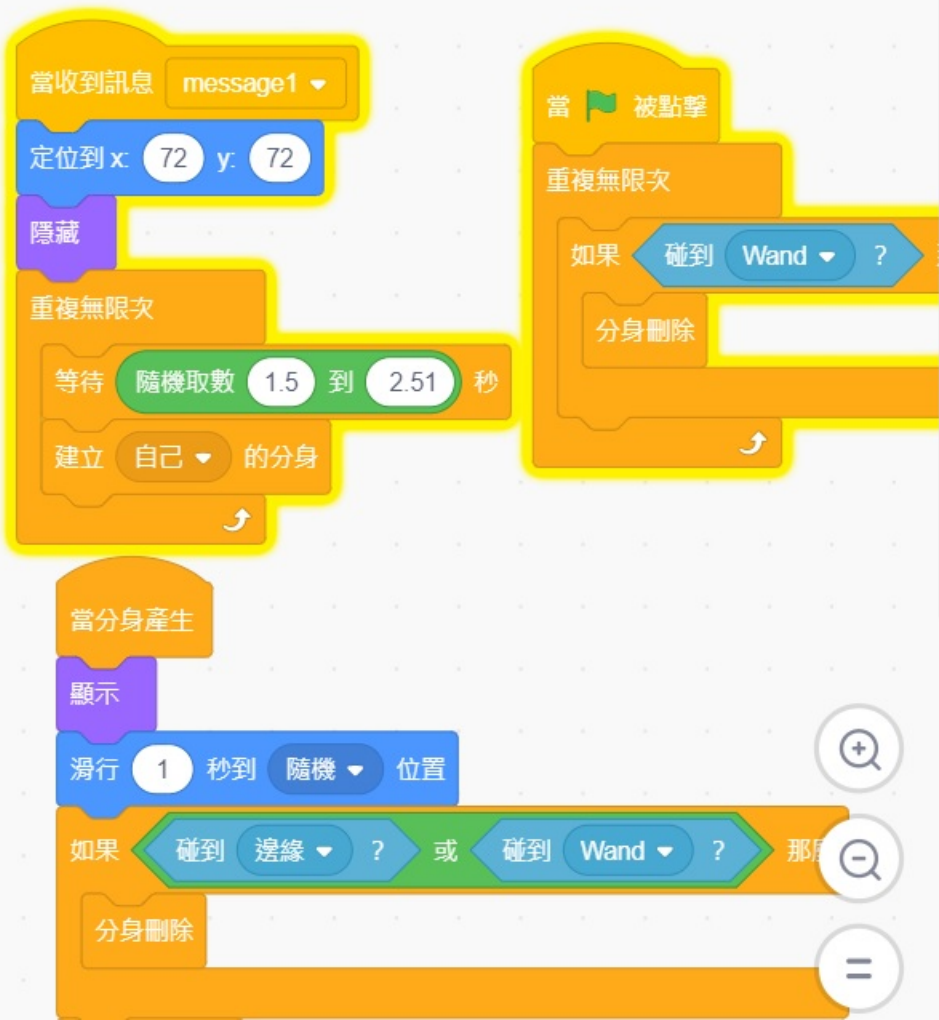 當收到訊息 message1
定位到 x: 72 y: 72
隱藏
重複無限次
等待 隨機取數 1.5 到 2.51 秒
建立 自己 的分身
當 被點擊
重複無限次
如果 碰到 Wand ?
分身刪除
當分身產生
顯示
滑行 1 秒到 隨機 位置
如果 碰到 邊緣 ? 或 碰到 Wand ? 那
分身刪除